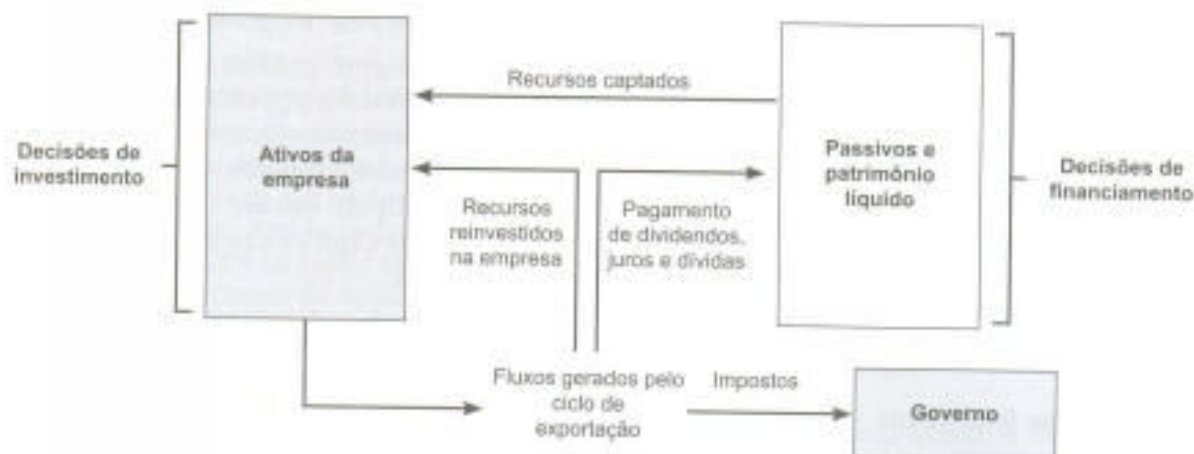 Recursos captados
Decisões de
investimento
Ativos da
empresa
Passivos e
patrimônio
líquido
Decisões de
financiamento
Recursos
reinvestidos
na empresa
Pagamento
de dividendos,
juros e dívidas
Fluxos gerados pelo
ciclo de
exportação
Impostos
Governo